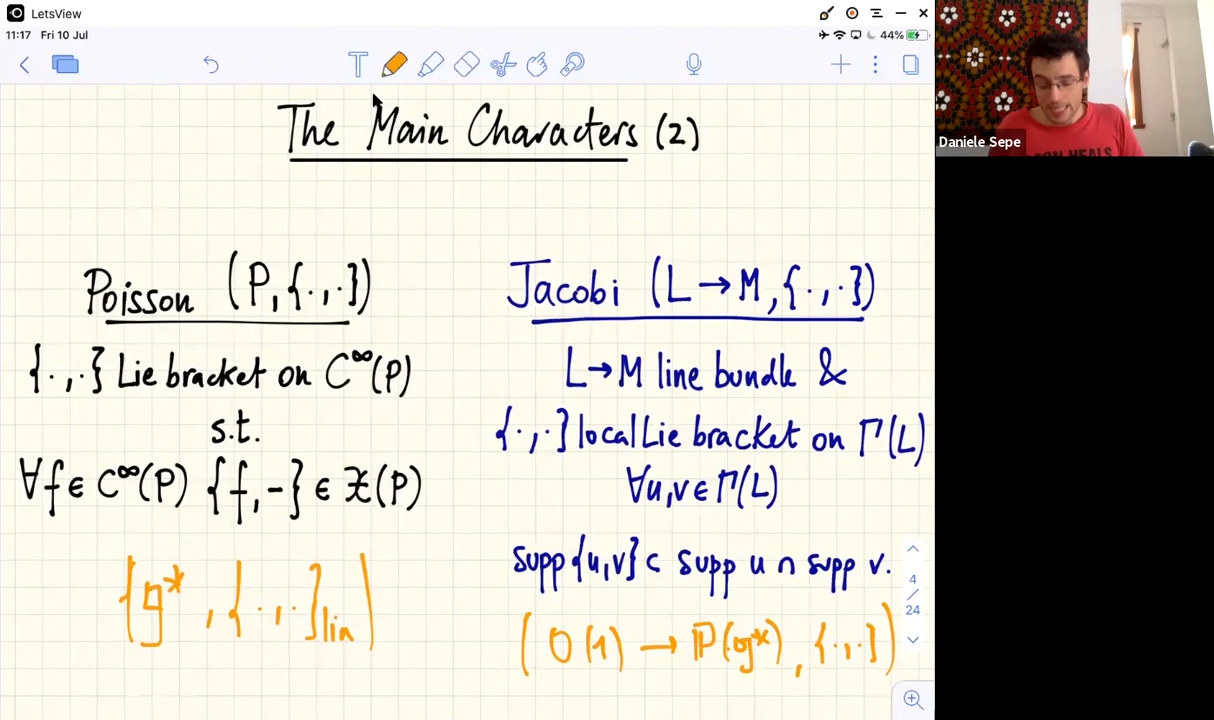 LetsView
11:17 Fri 10 Jul
44%
The Main Characters (2)
Daniele Sepe
Poisson (P, {·,·})
{·,·} Lie bracket on C^∞(P)
s.t.
∀f ∈ C^∞(P) {f, -} ∈ 𝔛(P)
(𝔤*, {·,·}_lin)
Jacobi (L → M, {·,·})
L → M line bundle &
{·,·} local Lie bracket on Γ(L)
∀u,v ∈ Γ(L)
supp{u,v} ⊂ supp u ∩ supp v.
(O(1) → ℙ(𝔤*), {·,·})
4
/
24